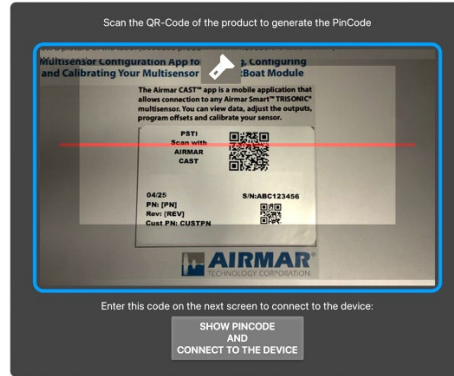 Scan the QR-Code of the product to generate the PinCode
Multisensor Configuration App for Configuring
and Calibrating Your Multisensor Boat Module
The Airmar CAST™ app is a mobile application that
allows connection to any Airmar Smart™ TRISONIC®
multisensor. You can view data, adjust the outputs,
program offsets and calibrate your sensor.
PSTI
Scan with
AIRMAR
CAST
04/25
S/N:ABC123456
PN: [PN]
Rev: [REV]
Cust PN: CUSTPN
AIRMAR®
TECHNOLOGY CORPORATION
Enter this code on the next screen to connect to the device:
SHOW PINCODE
AND
CONNECT TO THE DEVICE